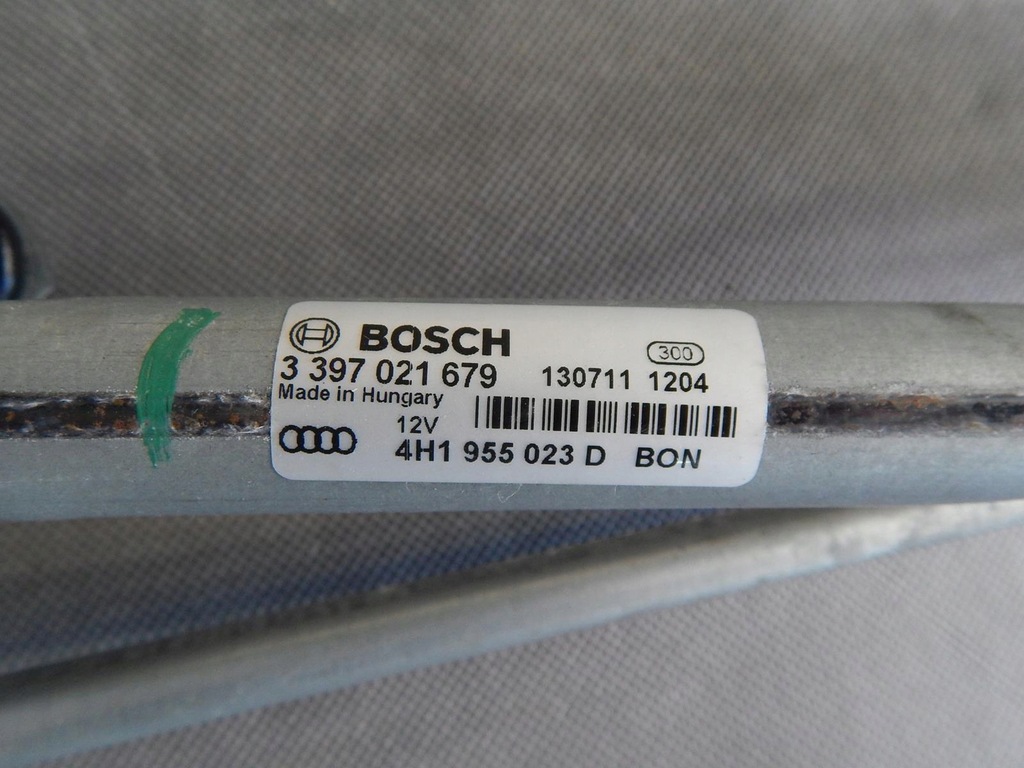 BOSCH
300
3 397 021 679 130711 1204
Made in Hungary
12V
4H1 955 023 D BON